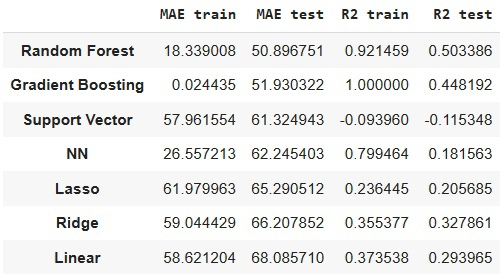 MAE train MAE test R2 train R2 test
Random Forest 18.339008 50.896751 0.921459 0.503386
Gradient Boosting 0.024435 51.930322 1.000000 0.448192
Support Vector 57.961554 61.324943 -0.093960 -0.115348
NN 26.557213 62.245403 0.799464 0.181563
Lasso 61.979963 65.290512 0.236445 0.205685
Ridge 59.044429 66.207852 0.355377 0.327861
Linear 58.621204 68.085710 0.373538 0.293965